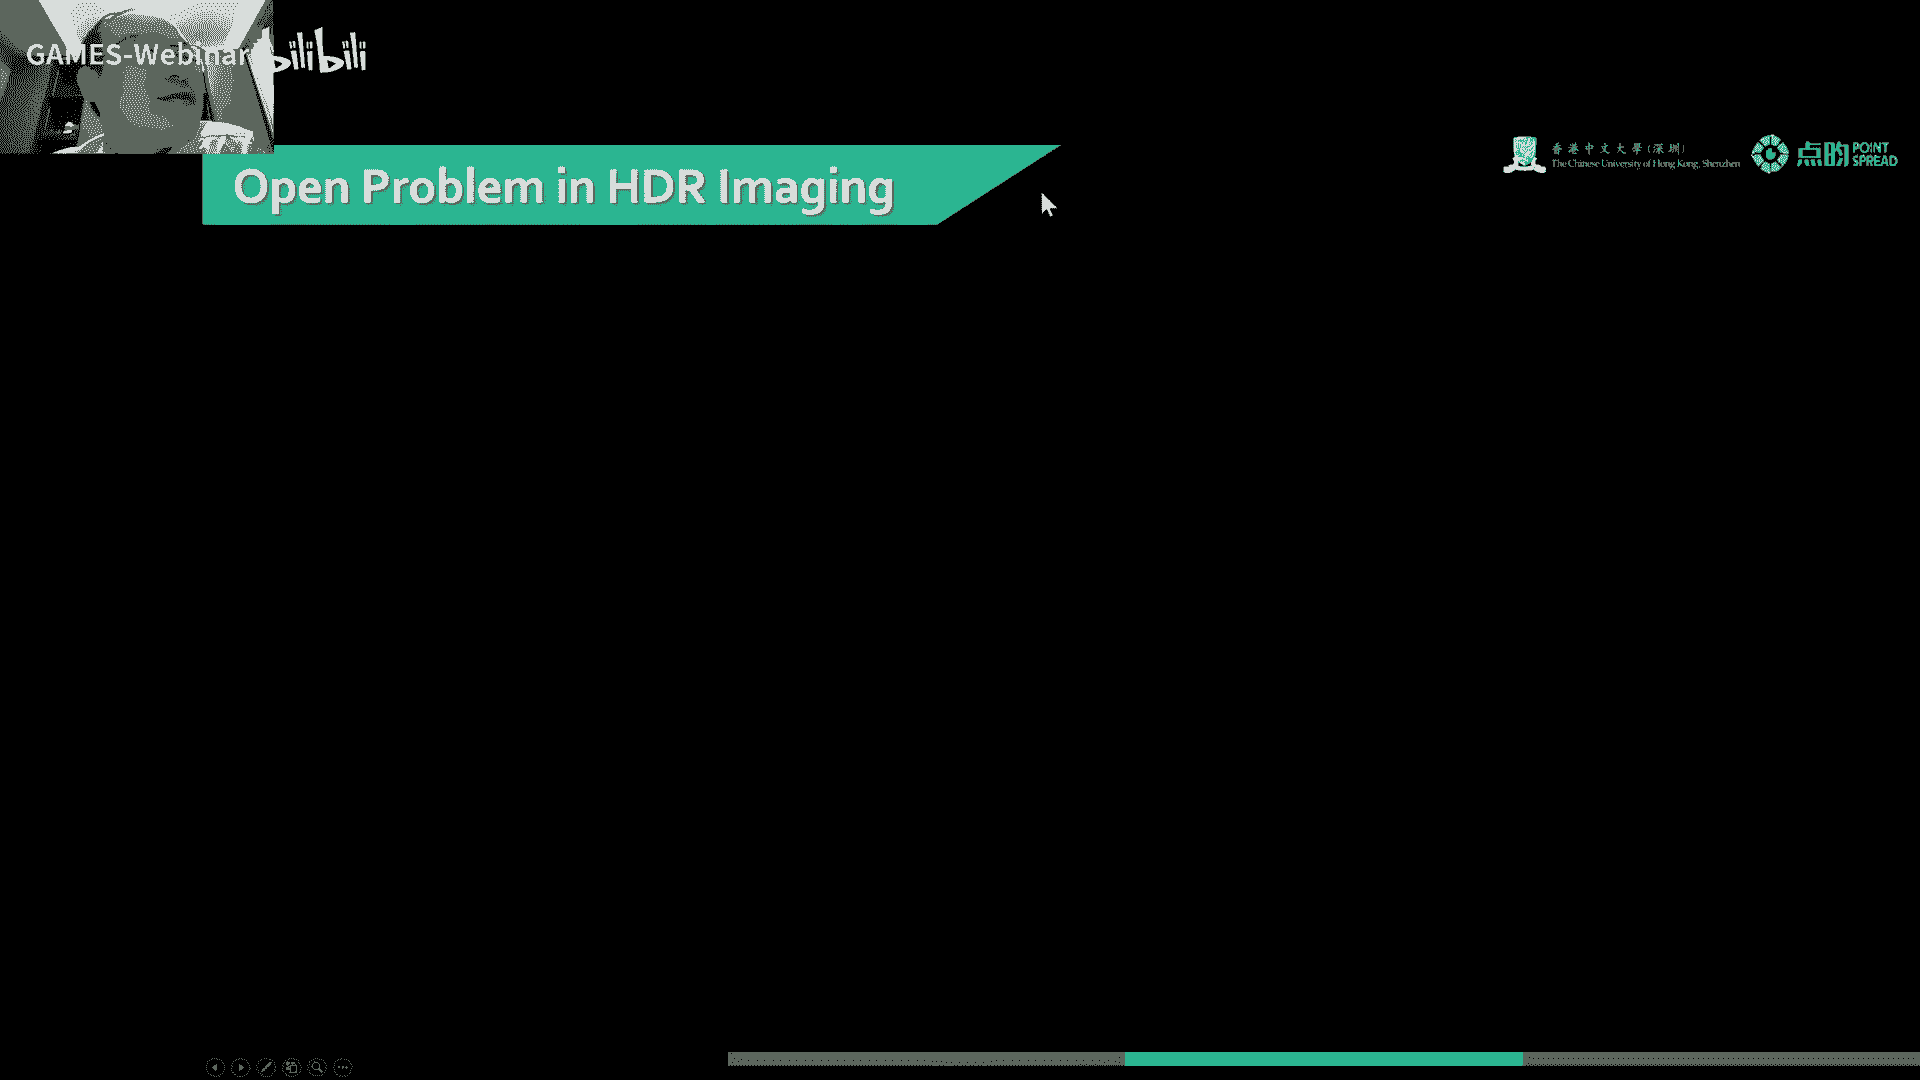 GAMES-Webinar bilibili
Open Problem in HDR Imaging
香港中文大學(深圳)
The Chinese University of Hong Kong, Shenzhen
点昀 POINT SPREAD